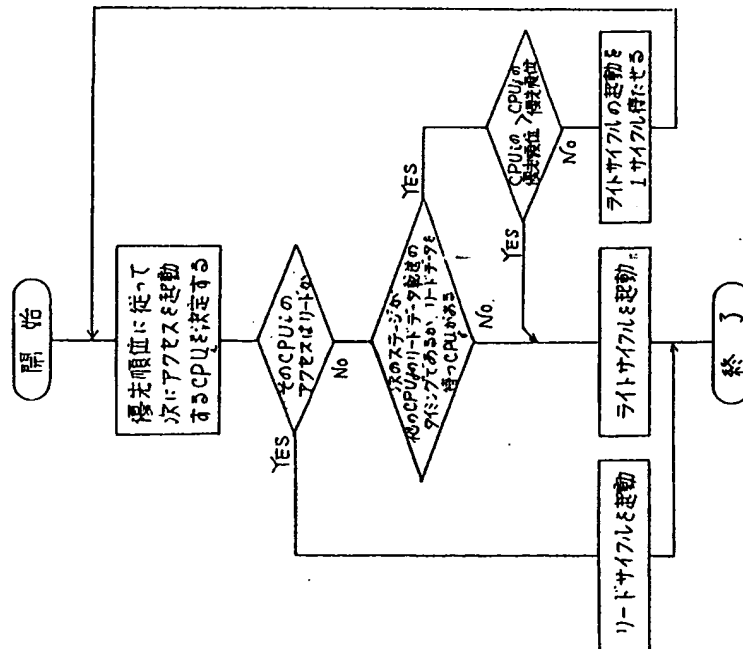 開始
優先順位に従って
次にアクセスを起動
するCPUiを決定する
そのCPUiの
アクセスはリードか
YES
NO
次のステージが
他のCPUjのリードデータ転送の
タイミングであるか、リードデータを
待つCPUjがある
YES
NO
CPUiの
優先順位
>
CPUjの
優先順位
YES
NO
リードサイクルを起動
ライトサイクルを起動
ライトサイクルの起動を
1サイクル待たせる
終了